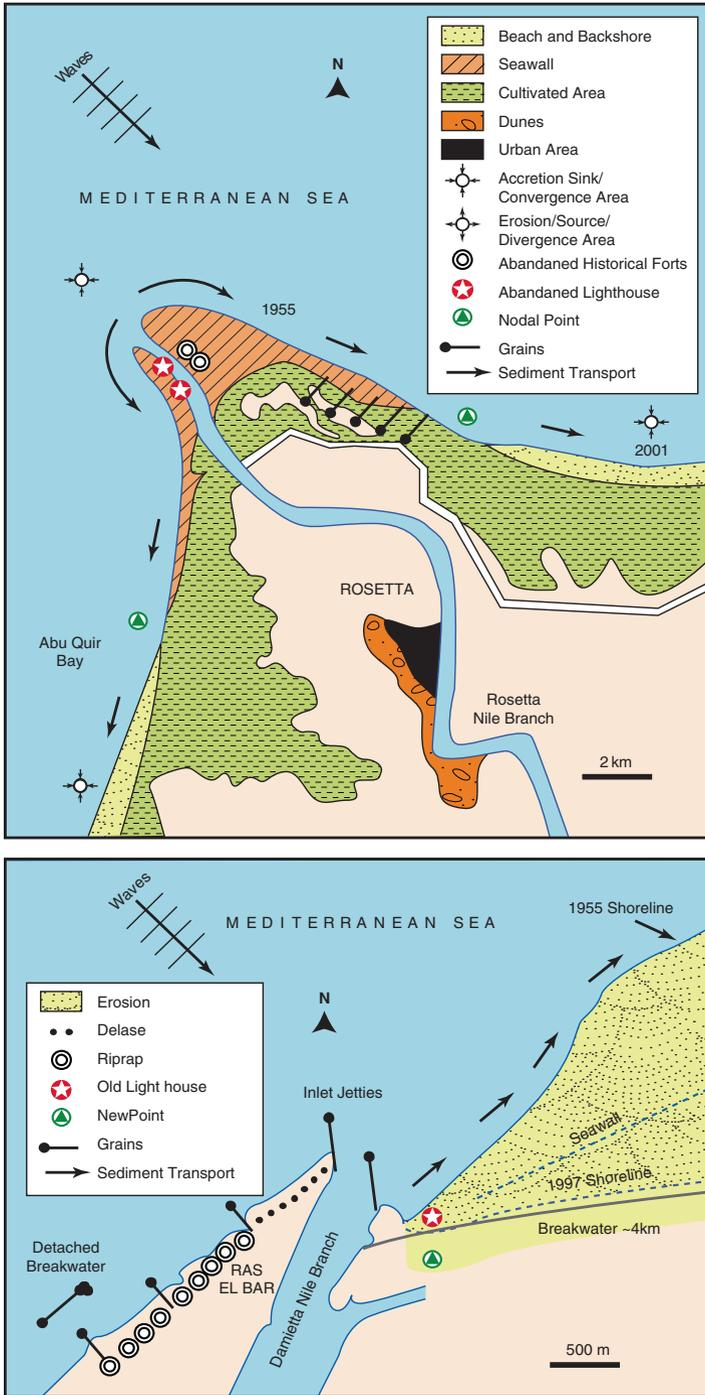 Waves
N
MEDITERRANEAN SEA
Beach and Backshore
Seawall
Cultivated Area
Dunes
Urban Area
Accretion Sink/
Convergence Area
Erosion/Source/
Divergence Area
Abandaned Historical Forts
Abandaned Lighthouse
Nodal Point
Grains
Sediment Transport
1955
2001
ROSETTA
Abu Quir
Bay
Rosetta
Nile Branch
2 km
Waves
MEDITERRANEAN SEA
1955 Shoreline
Erosion
Delase
Riprap
Old Light house
NewPoint
Grains
Sediment Transport
N
Inlet Jetties
Seawall
1997 Shoreline
Breakwater ~4km
Detached
Breakwater
RAS
EL BAR
Damietta Nile Branch
500 m